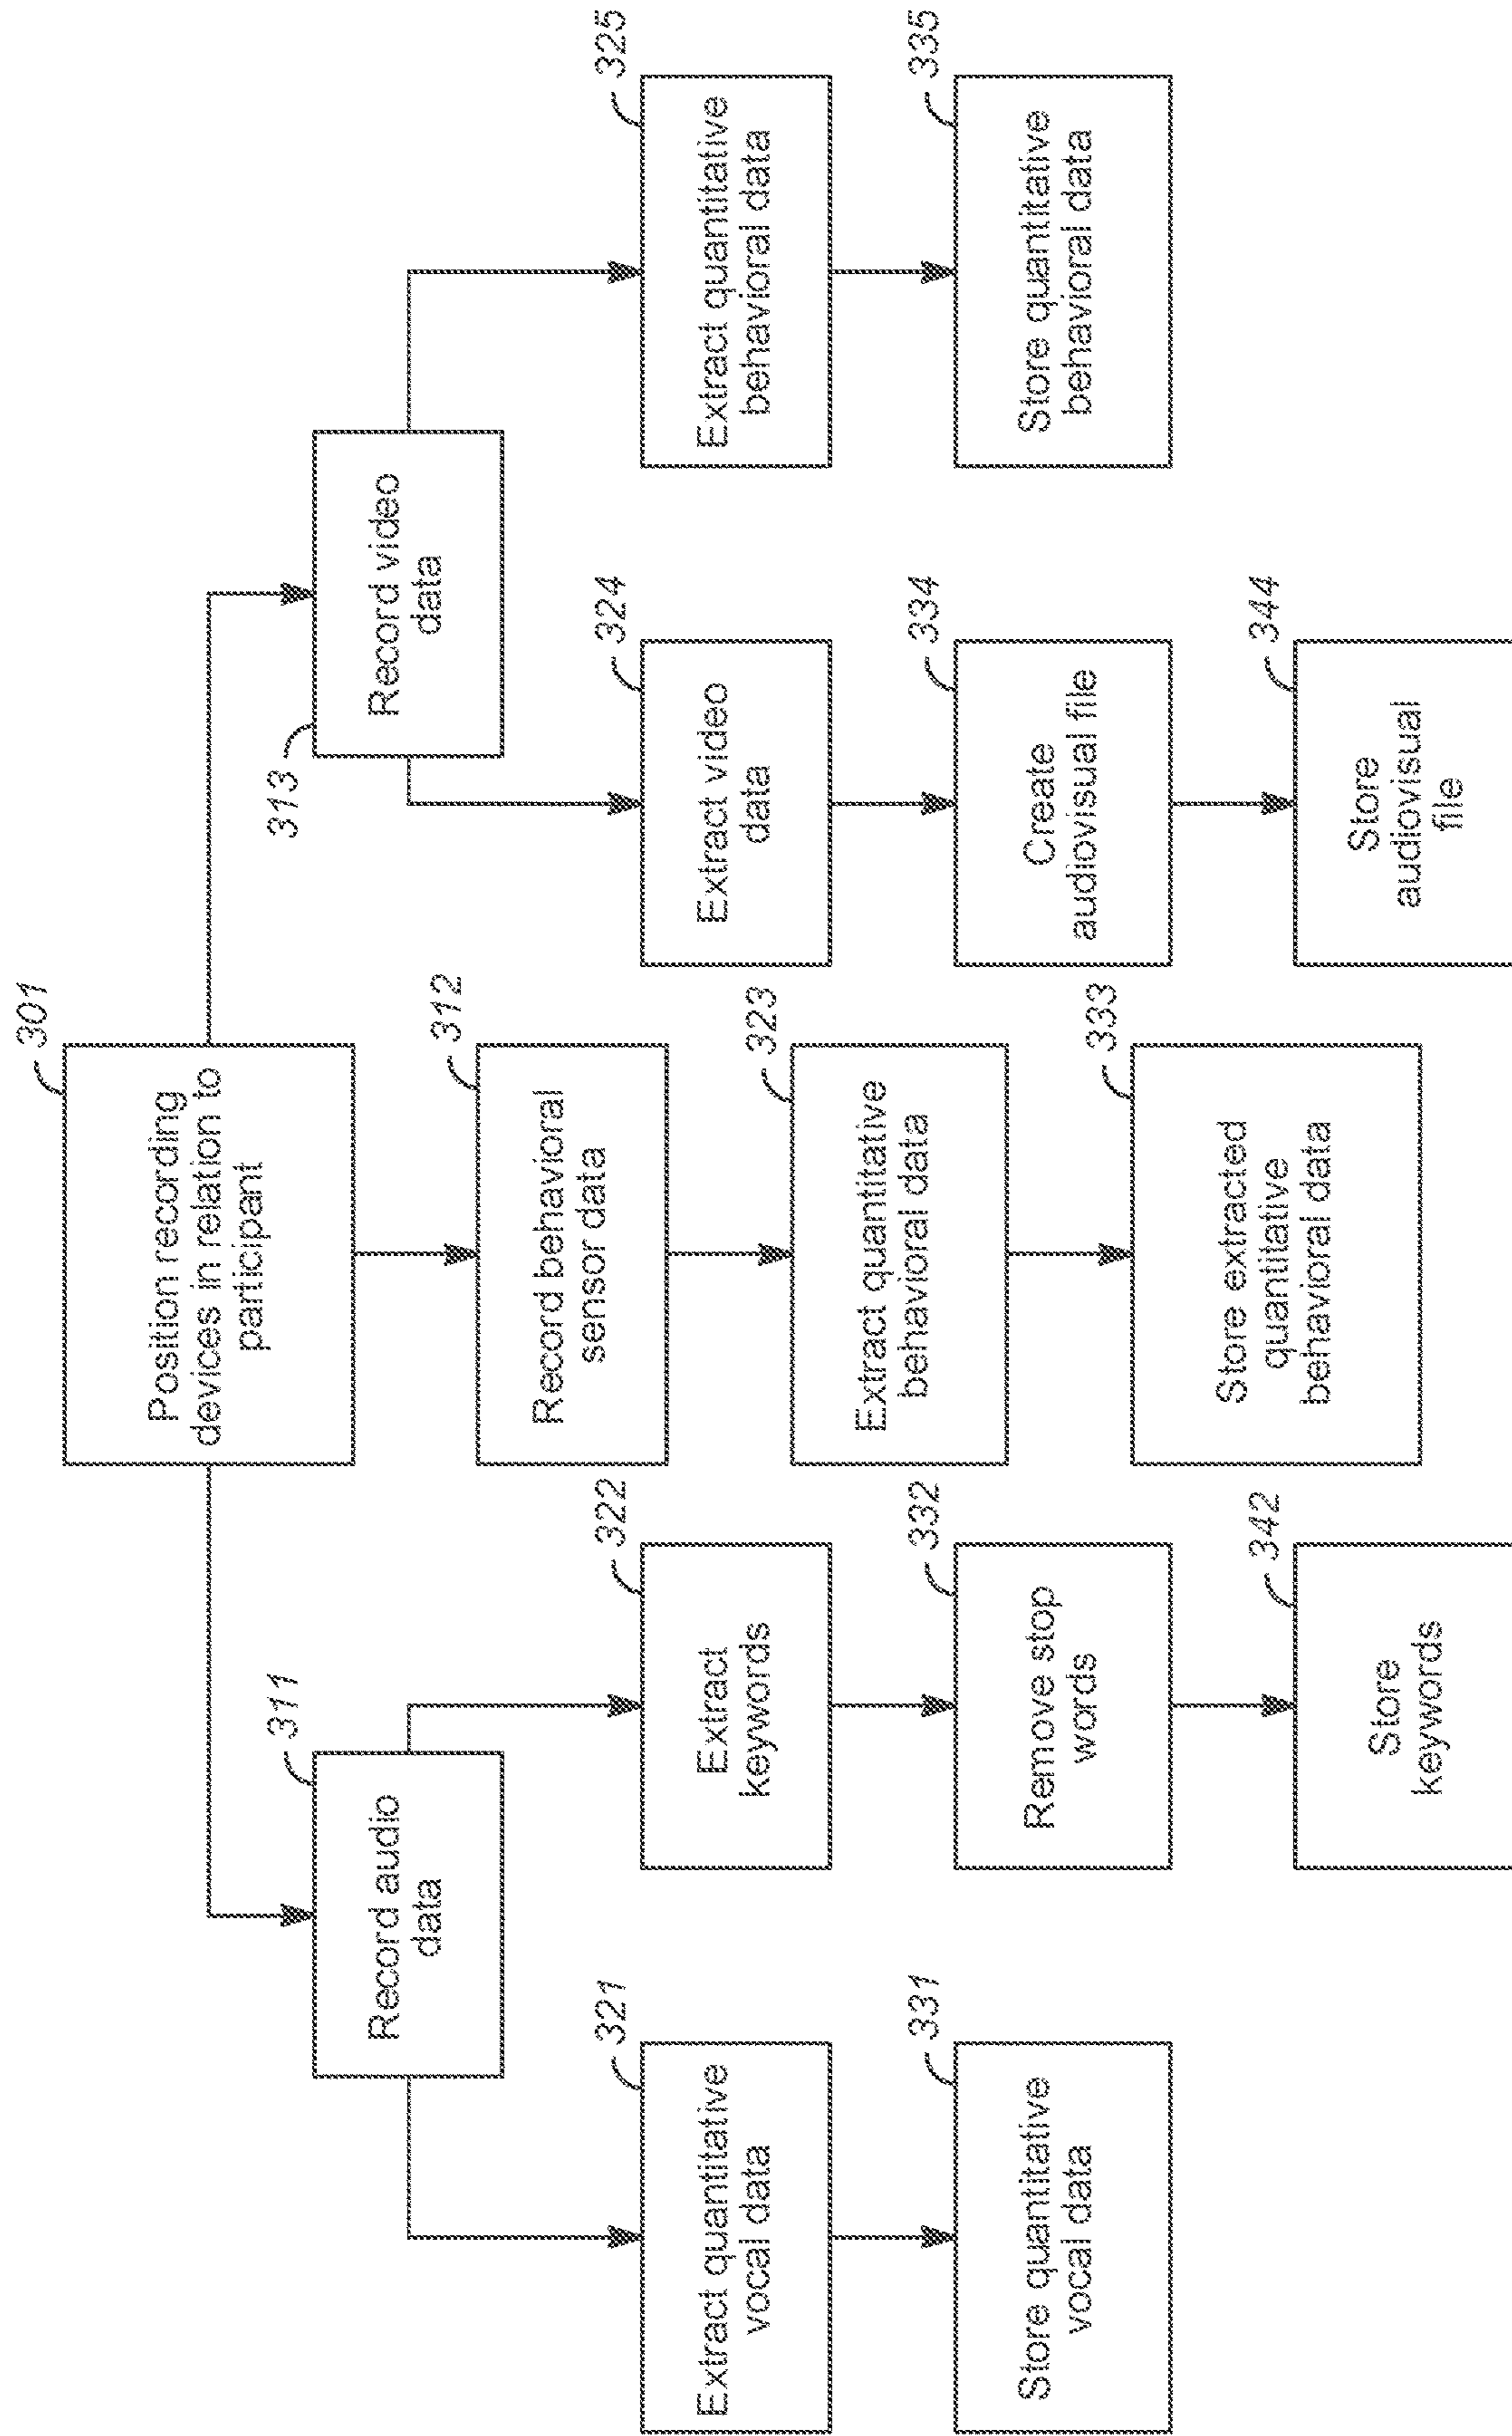 301
Position recording
devices in relation to
participant
311
Record audio
data
312
Record behavioral
sensor data
313
Record video
data
321
Extract quantitative
vocal data
322
Extract
keywords
323
Extract quantitative
behavioral data
324
Extract video
data
325
Extract quantitative
behavioral data
331
Store quantitative
vocal data
332
Remove stop
words
333
Store extracted
quantitative
behavioral data
334
Create
audiovisual file
335
Store quantitative
behavioral data
342
Store
keywords
344
Store
audiovisual
file